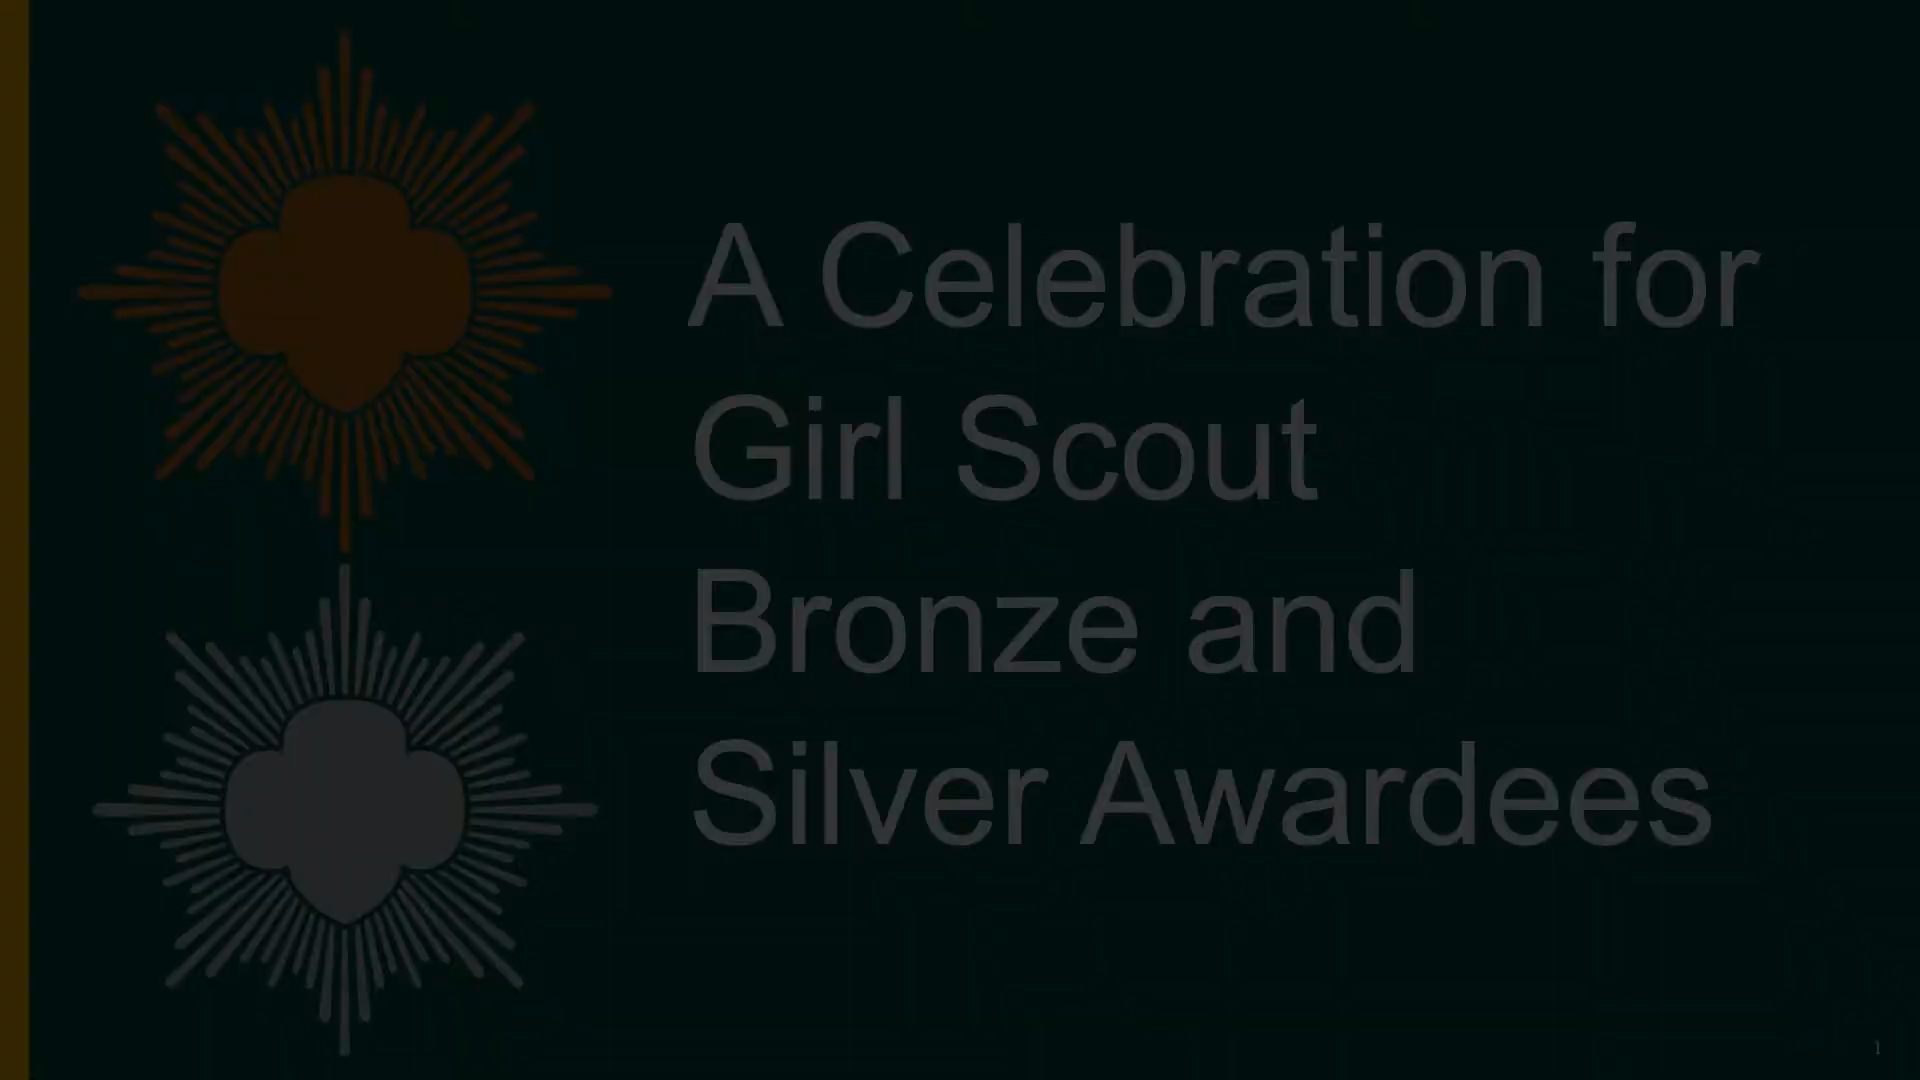 A Celebration for
Girl Scout
Bronze and
Silver Awardees
1